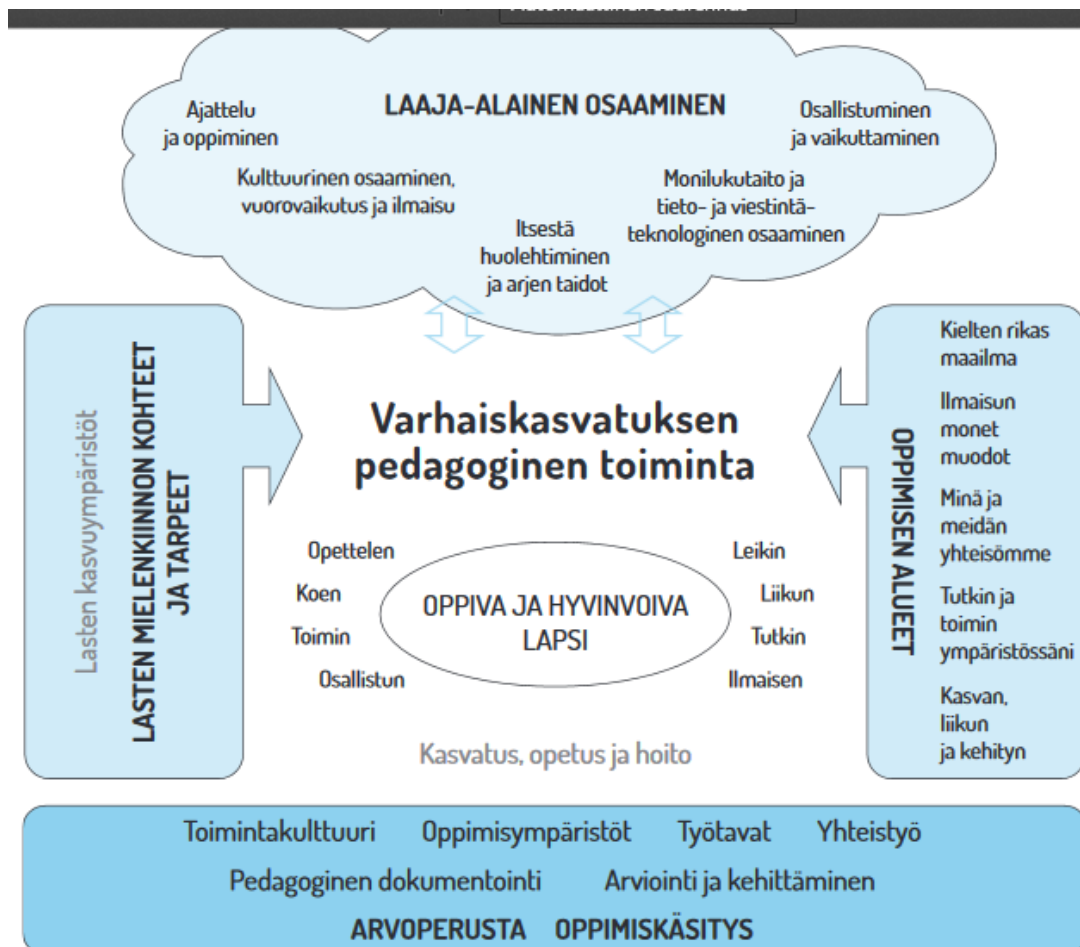 LAAJA-ALAINEN OSAAMINEN
Ajattelu
ja oppiminen
Kulttuurinen osaaminen,
vuorovaikutus ja ilmaisu
Itsestä
huolehtiminen
ja arjen taidot
Monilukutaito ja
tieto- ja viestintä-
teknologinen osaaminen
Osallistuminen
ja vaikuttaminen
Lasten kasvuympäristöt
LASTEN MIELENKIINNON KOHTEET
JA TARPEET
Varhaiskasvatuksen
pedagoginen toiminta
Opettelen
Koen
Toimin
Osallistun
OPPIVA JA HYVINVOIVA
LAPSI
Leikin
Liikun
Tutkin
Ilmaisen
Kasvatus, opetus ja hoito
OPPIMISEN ALUEET
Kielten rikas
maailma
Ilmaisun
monet
muodot
Minä ja
meidän
yhteisömme
Tutkin ja
toimin
ympäristössäni
Kasvan,
liikun
ja kehityn
Toimintakulttuuri Oppimisympäristöt Työtavat Yhteistyö
Pedagoginen dokumentointi Arviointi ja kehittäminen
ARVOPERUSTA OPPIMISKÄSITYS